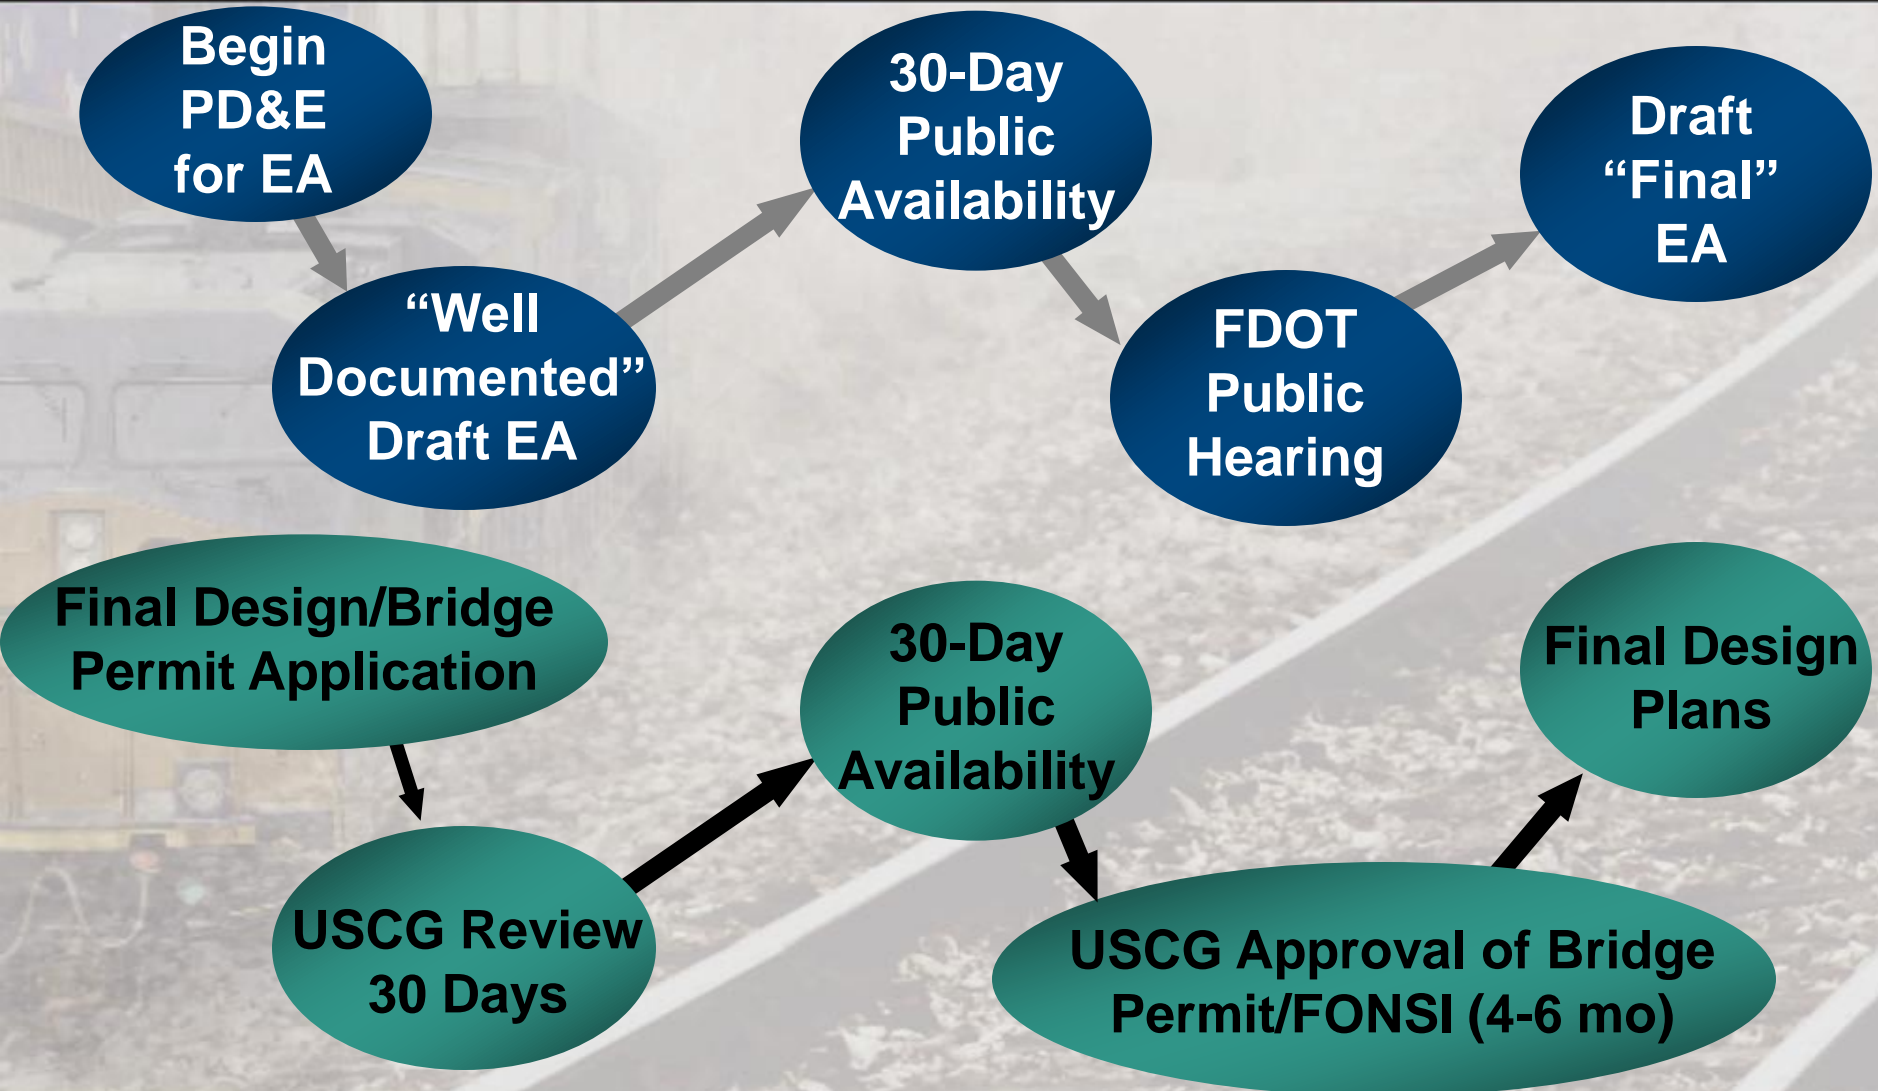 Begin
PD&E
for EA
“Well
Documented”
Draft EA
30-Day
Public
Availability
FDOT
Public
Hearing
Draft
“Final”
EA
Final Design/Bridge
Permit Application
USCG Review
30 Days
30-Day
Public
Availability
USCG Approval of Bridge
Permit/FONSI (4-6 mo)
Final Design
Plans